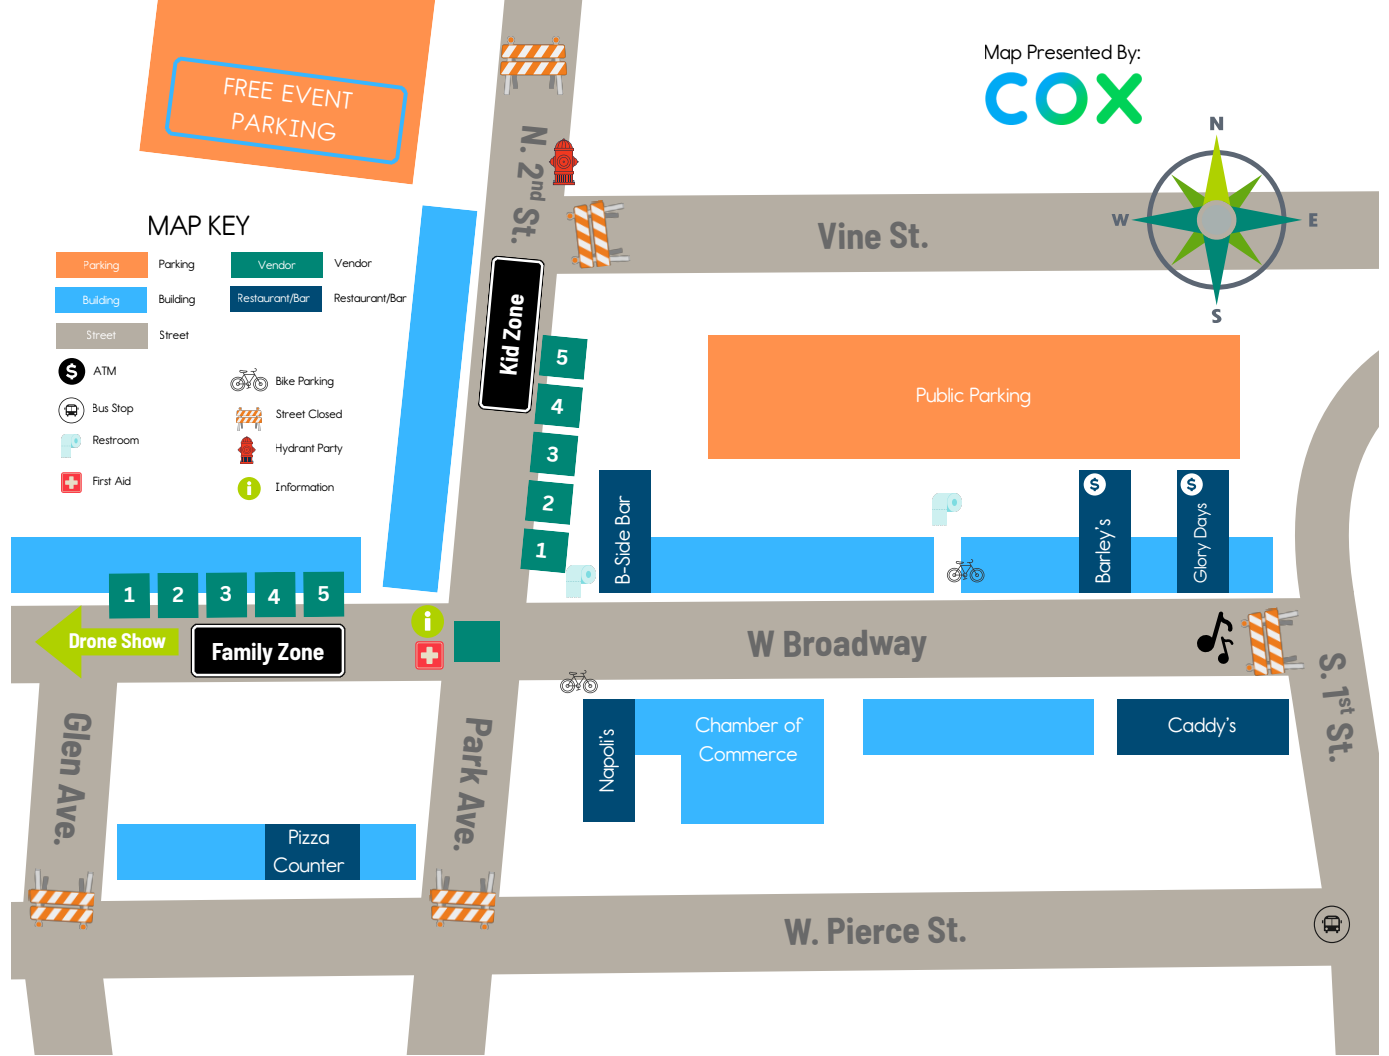 FREE EVENT
PARKING
Map Presented By:
COX
N
W
E
S
N. 2nd St.
Vine St.
MAP KEY
Parking
Parking
Vendor
Vendor
Building
Building
Restaurant/Bar
Restaurant/Bar
Street
Street
$
ATM
Bike Parking
Bus Stop
Street Closed
Restroom
Hydrant Party
First Aid
i
Information
Kid Zone
5
4
3
2
1
Public Parking
B-Side Bar
$
Barley's
$
Glory Days
1
2
3
4
5
Drone Show
Family Zone
i
W Broadway
S. 1st St.
Glen Ave.
Park Ave.
Napoli's
Chamber of
Commerce
Caddy's
Pizza
Counter
W. Pierce St.